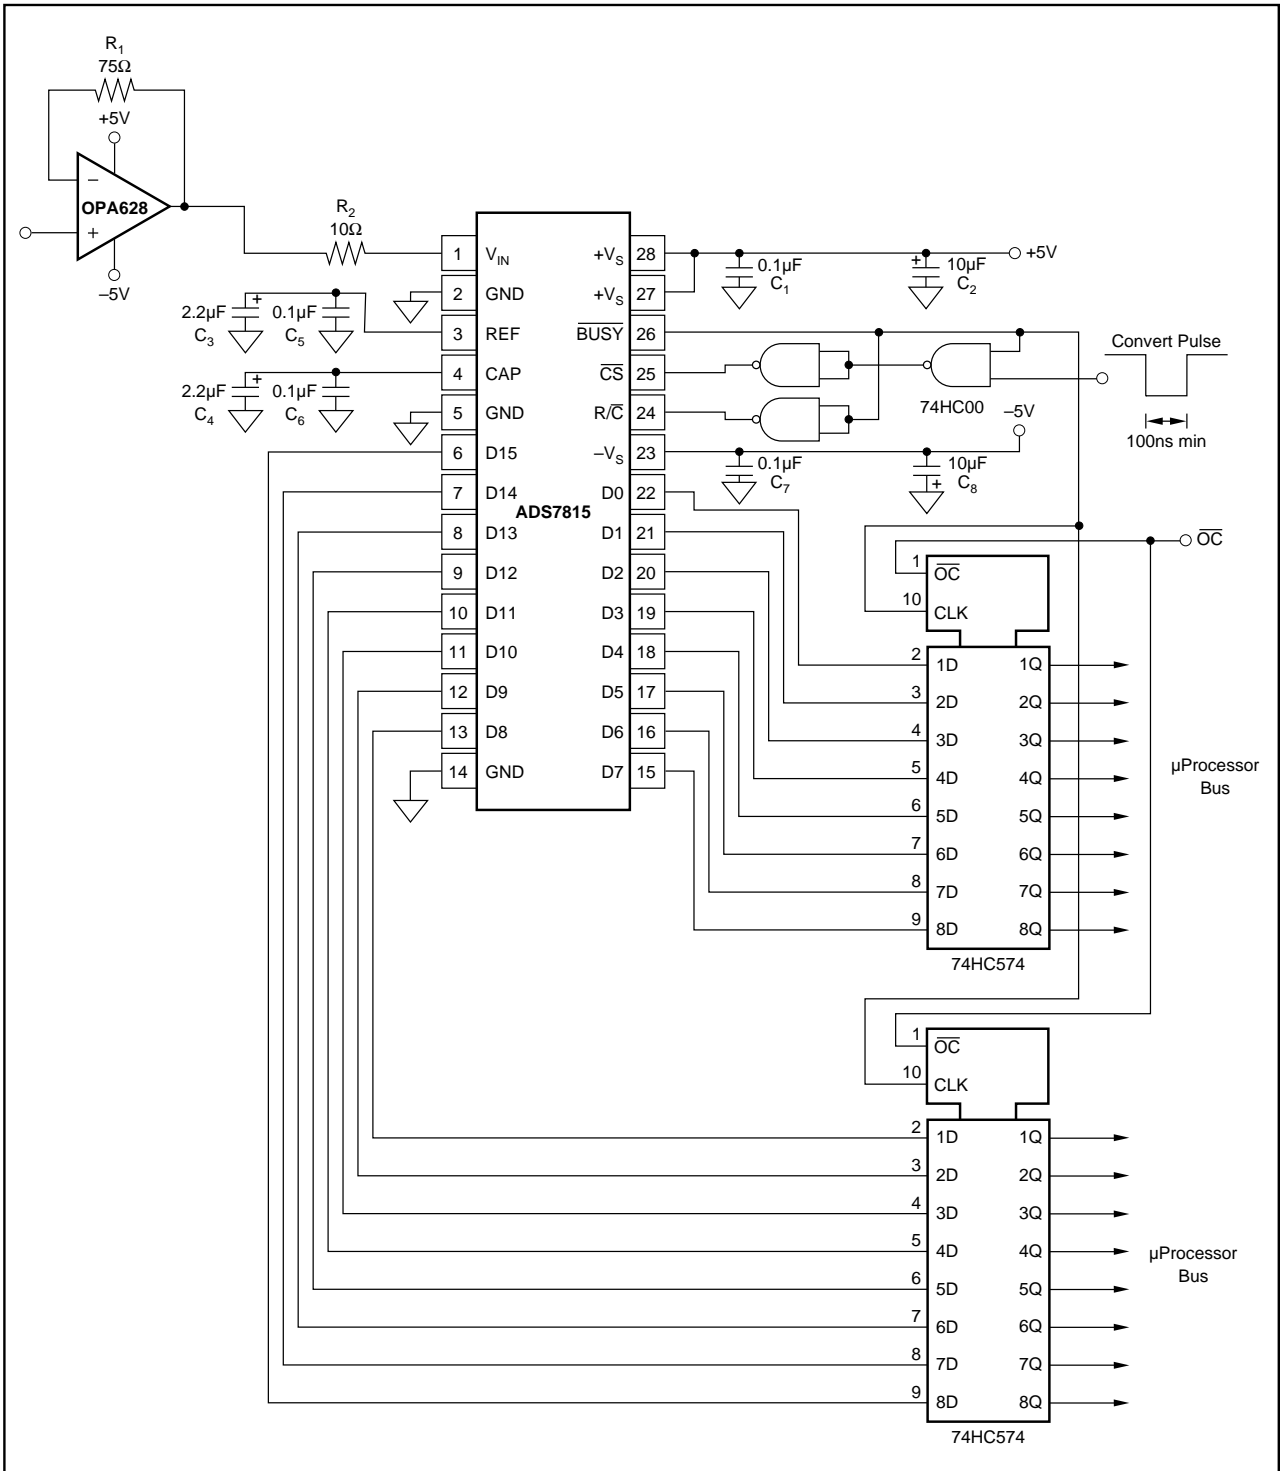 R1
75Ω
+5V
OPA628
–
+
–5V
R2
10Ω
2.2µF
C3
0.1µF
C5
2.2µF
C4
0.1µF
C6
ADS7815
1 VIN
2 GND
3 REF
4 CAP
5 GND
6 D15
7 D14
8 D13
9 D12
10 D11
11 D10
12 D9
13 D8
14 GND
+VS 28
+VS 27
BUSY 26
CS 25
R/C 24
–VS 23
D0 22
D1 21
D2 20
D3 19
D4 18
D5 17
D6 16
D7 15
0.1µF
C1
+
10µF
C2
+5V
74HC00
Convert Pulse
100ns min
–5V
0.1µF
C7
10µF
+ C8
OC
1 OC
10 CLK
2 1D 1Q
3 2D 2Q
4 3D 3Q
5 4D 4Q
6 5D 5Q
7 6D 6Q
8 7D 7Q
9 8D 8Q
74HC574
µProcessor
Bus
1 OC
10 CLK
2 1D 1Q
3 2D 2Q
4 3D 3Q
5 4D 4Q
6 5D 5Q
7 6D 6Q
8 7D 7Q
9 8D 8Q
74HC574
µProcessor
Bus